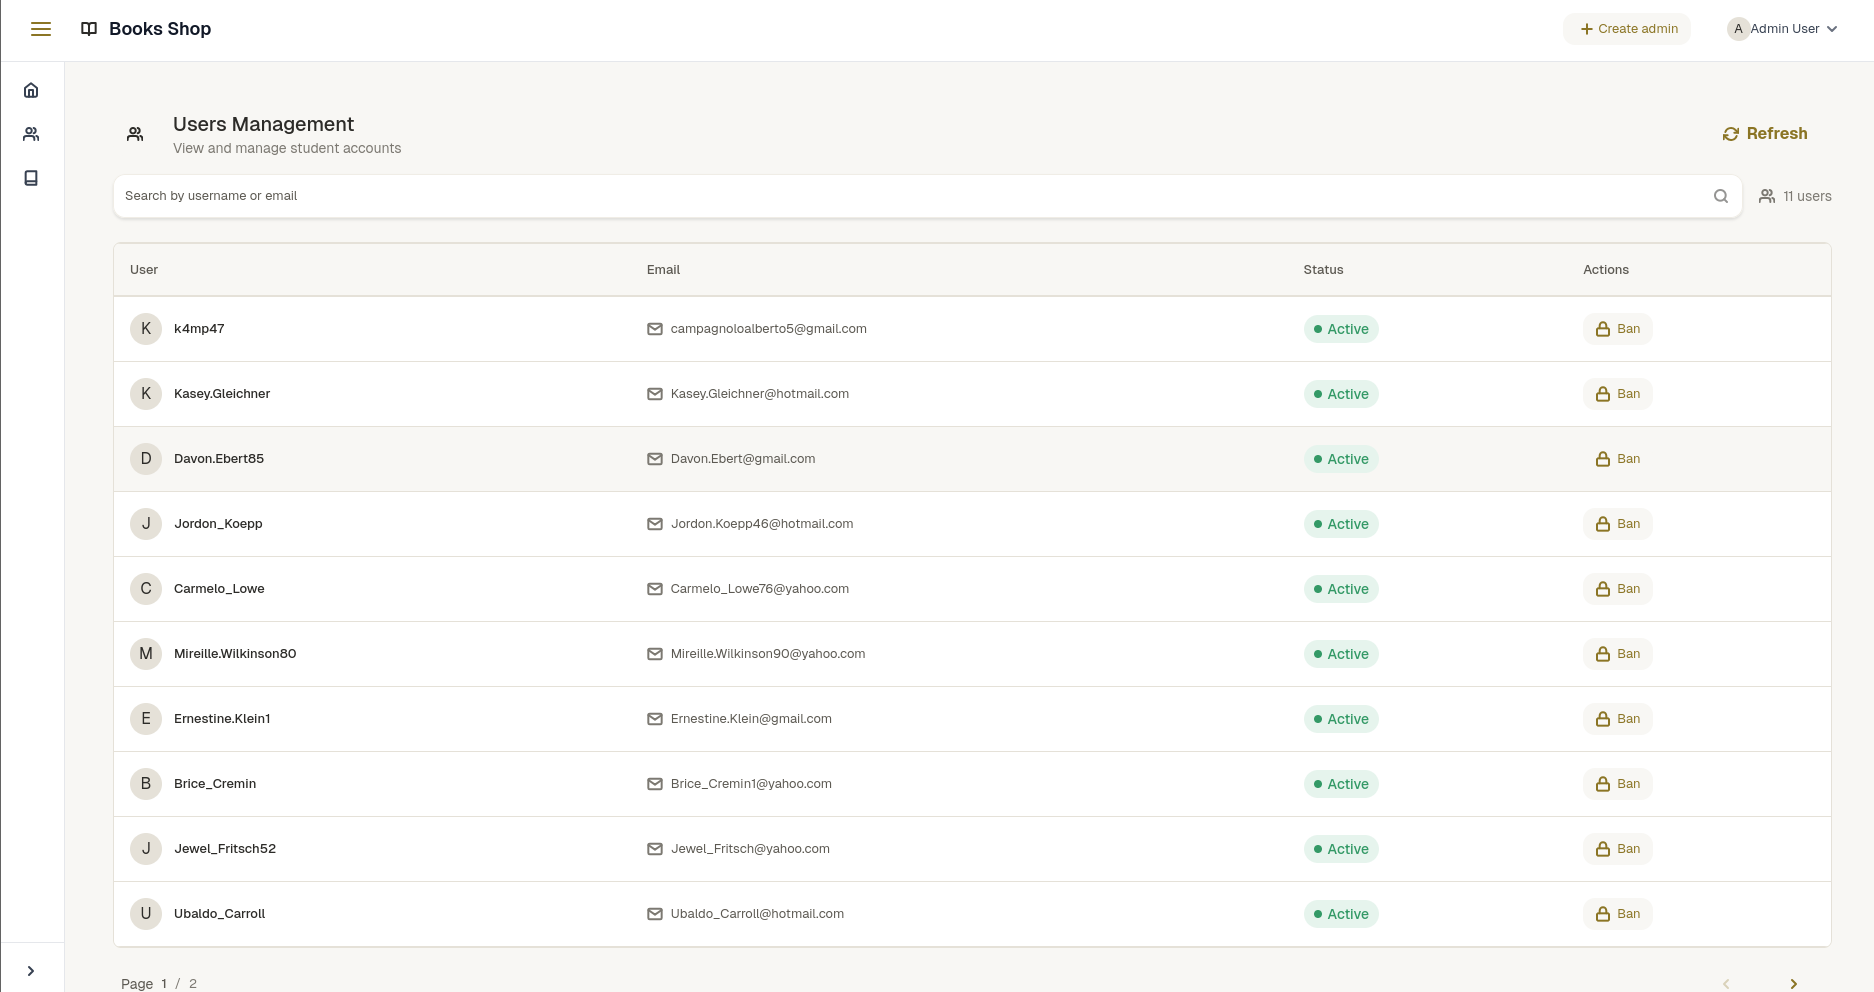 Books Shop
Create admin
A Admin User
Users Management
View and manage student accounts
Refresh
Search by username or email
11 users
User Email Status Actions
K k4mp47 campagnoloalberto5@gmail.com Active Ban
K Kasey.Gleichner Kasey.Gleichner@hotmail.com Active Ban
D Davon.Ebert85 Davon.Ebert@gmail.com Active Ban
J Jordon_Koepp Jordon.Koepp46@hotmail.com Active Ban
C Carmelo_Lowe Carmelo_Lowe76@yahoo.com Active Ban
M Mireille.Wilkinson80 Mireille.Wilkinson90@yahoo.com Active Ban
E Ernestine.Klein1 Ernestine.Klein@gmail.com Active Ban
B Brice_Cremin Brice_Cremin1@yahoo.com Active Ban
J Jewel_Fritsch52 Jewel_Fritsch@yahoo.com Active Ban
U Ubaldo_Carroll Ubaldo_Carroll@hotmail.com Active Ban
Page 1 / 2